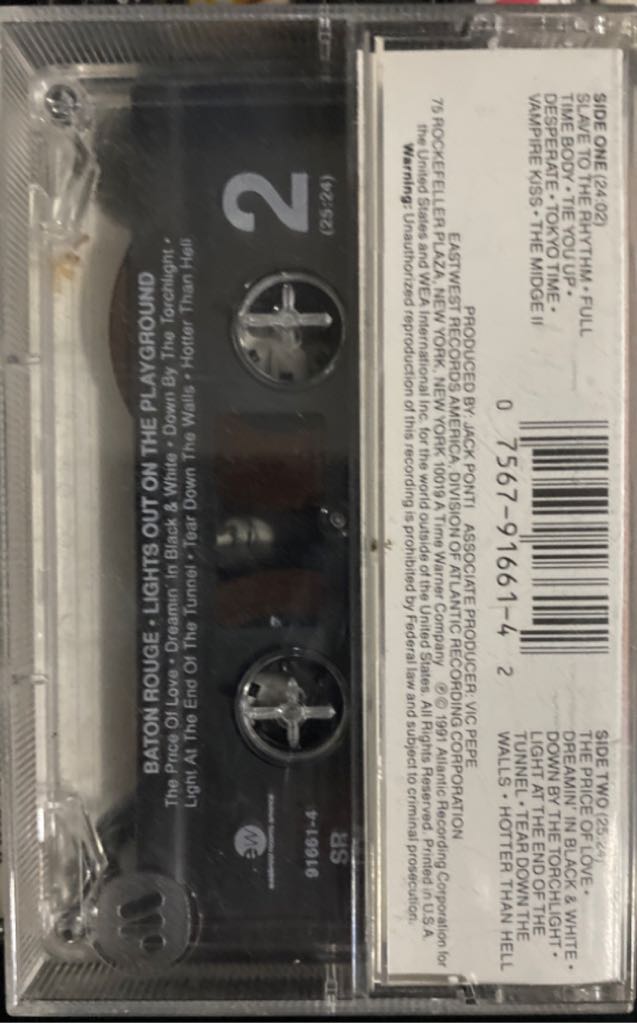 SIDE ONE (24:02)
SLAVE TO THE RHYTHM • FULL
TIME BODY • TIE YOU UP •
DESPERATE • TOKYO TIME •
VAMPIRE KISS • THE MIDGE II
0 7567-91661-4 2
SIDE TWO (25:24)
THE PRICE OF LOVE •
DREAMIN' IN BLACK & WHITE •
DOWN BY THE TORCHLIGHT •
LIGHT AT THE END OF THE
TUNNEL • TEAR DOWN THE
WALLS • HOTTER THAN HELL
PRODUCED BY: JACK PONTI ASSOCIATE PRODUCER: VIC PEPE
EASTWEST RECORDS AMERICA, DIVISION OF ATLANTIC RECORDING CORPORATION
75 ROCKEFELLER PLAZA, NEW YORK, NEW YORK 10019 A Time Warner Company ℗ © 1991 Atlantic Recording Corporation for
the United States and WEA International Inc. for the world outside of the United States. All Rights Reserved. Printed in U.S.A.
Warning: Unauthorized reproduction of this recording is prohibited by Federal law and subject to criminal prosecution.
2
(25:24)
BATON ROUGE • LIGHTS OUT ON THE PLAYGROUND
The Price Of Love • Dreamin' In Black & White • Down By The Torchlight •
Light At The End Of The Tunnel • Tear Down The Walls • Hotter Than Hell
SR
91661-4